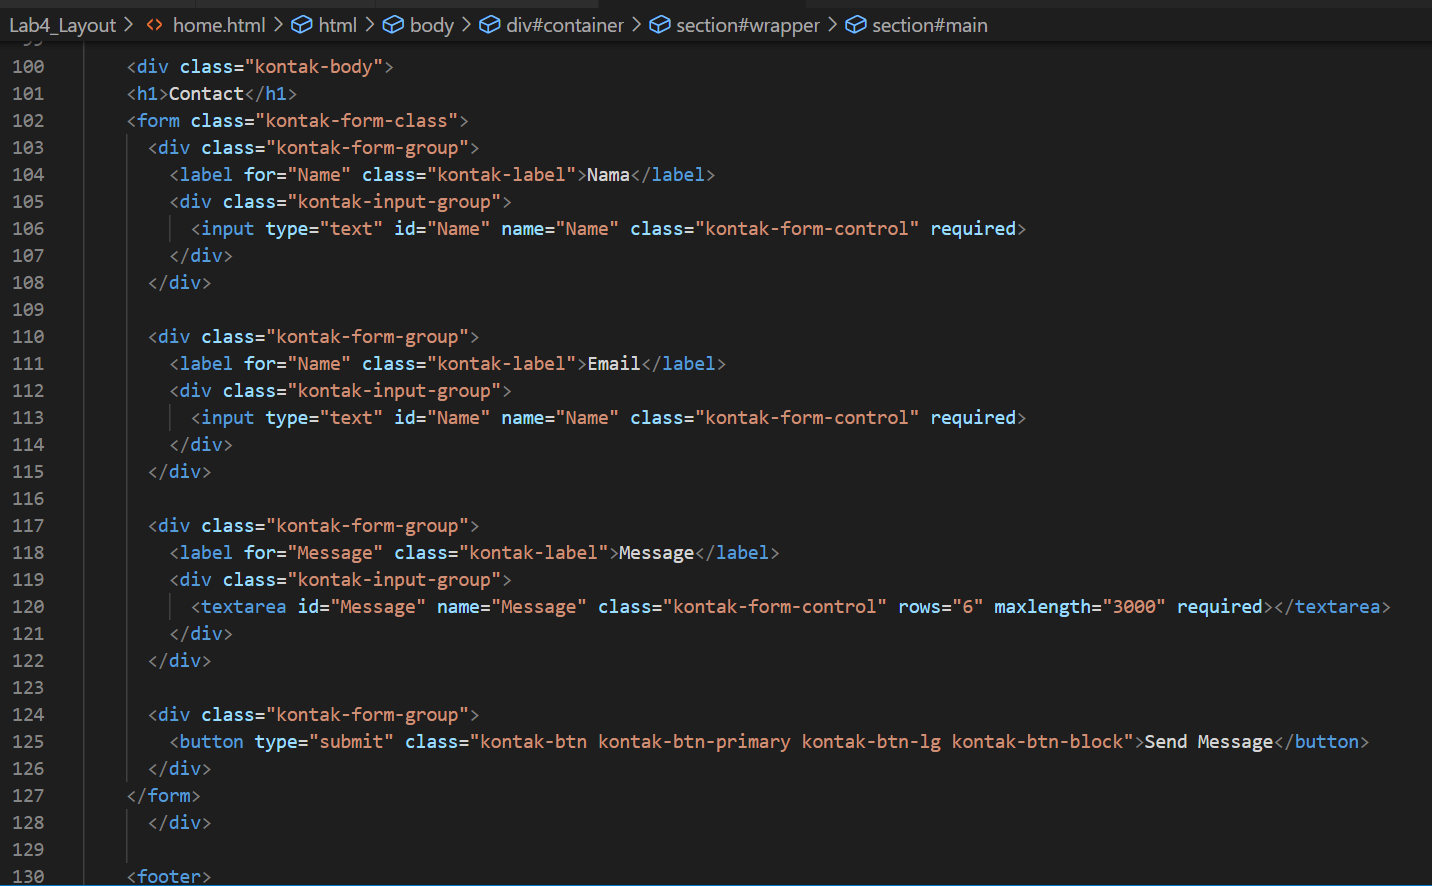 Lab4_Layout > <> home.html > html > body > div#container > section#wrapper > section#main
99
100 <div class="kontak-body">
101 <h1>Contact</h1>
102 <form class="kontak-form-class">
103 <div class="kontak-form-group">
104 <label for="Name" class="kontak-label">Nama</label>
105 <div class="kontak-input-group">
106 <input type="text" id="Name" name="Name" class="kontak-form-control" required>
107 </div>
108 </div>
109
110 <div class="kontak-form-group">
111 <label for="Name" class="kontak-label">Email</label>
112 <div class="kontak-input-group">
113 <input type="text" id="Name" name="Name" class="kontak-form-control" required>
114 </div>
115 </div>
116
117 <div class="kontak-form-group">
118 <label for="Message" class="kontak-label">Message</label>
119 <div class="kontak-input-group">
120 <textarea id="Message" name="Message" class="kontak-form-control" rows="6" maxlength="3000" required></textarea>
121 </div>
122 </div>
123
124 <div class="kontak-form-group">
125 <button type="submit" class="kontak-btn kontak-btn-primary kontak-btn-lg kontak-btn-block">Send Message</button>
126 </div>
127 </form>
128 </div>
129
130 <footer>